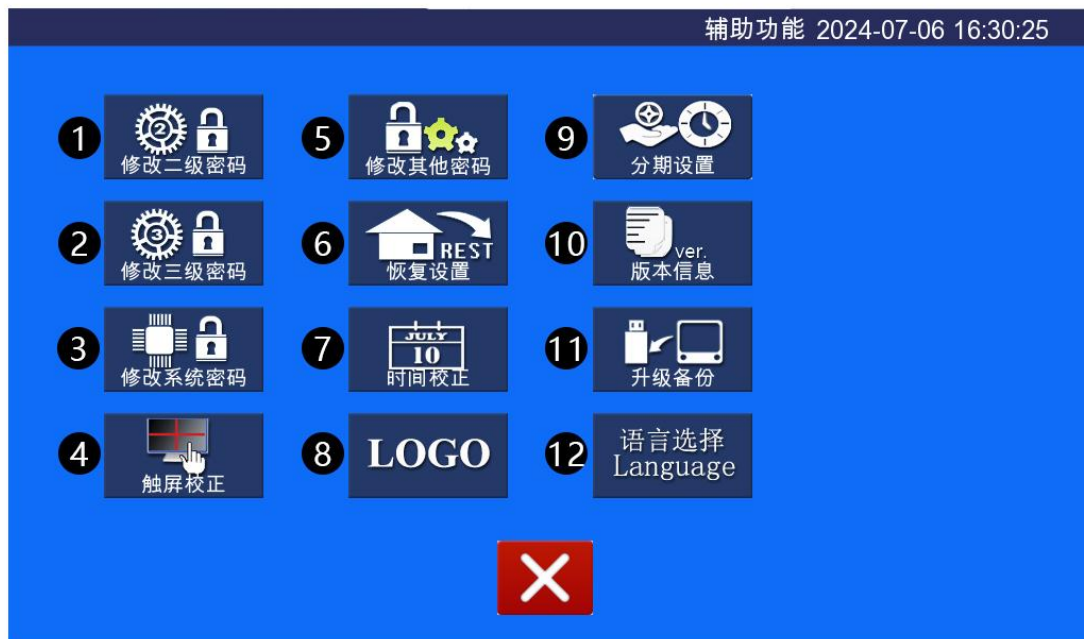 辅助功能 2024-07-06 16:30:25
1
2
修改二级密码
2
3
修改三级密码
3
修改系统密码
4
触屏校正
5
修改其他密码
6
REST
恢复设置
7
JULY
10
时间校正
8
LOGO
9
分期设置
10
ver.
版本信息
11
升级备份
12
语言选择
Language